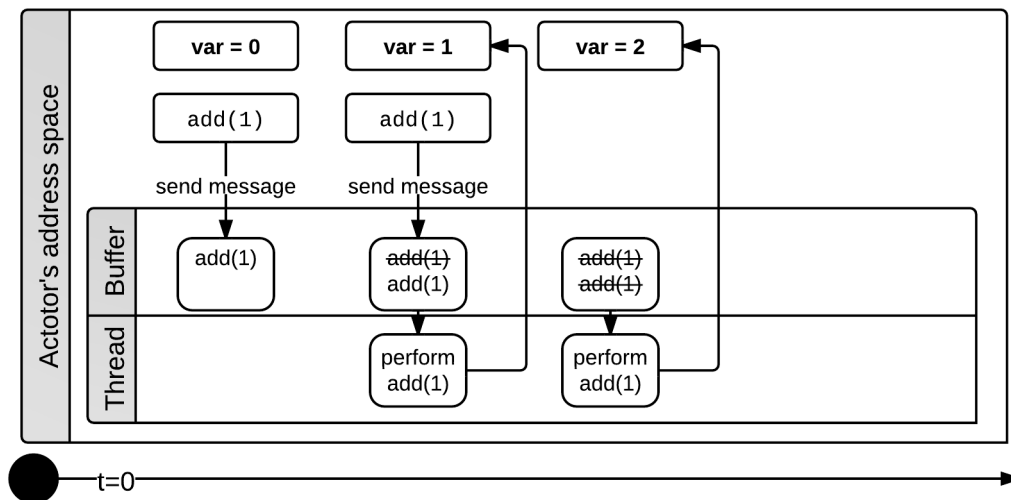 Actotor's address space
var = 0
var = 1
var = 2
add(1)
add(1)
send message
send message
Buffer
add(1)
add(1)
add(1)
add(1)
add(1)
Thread
perform
add(1)
perform
add(1)
t=0